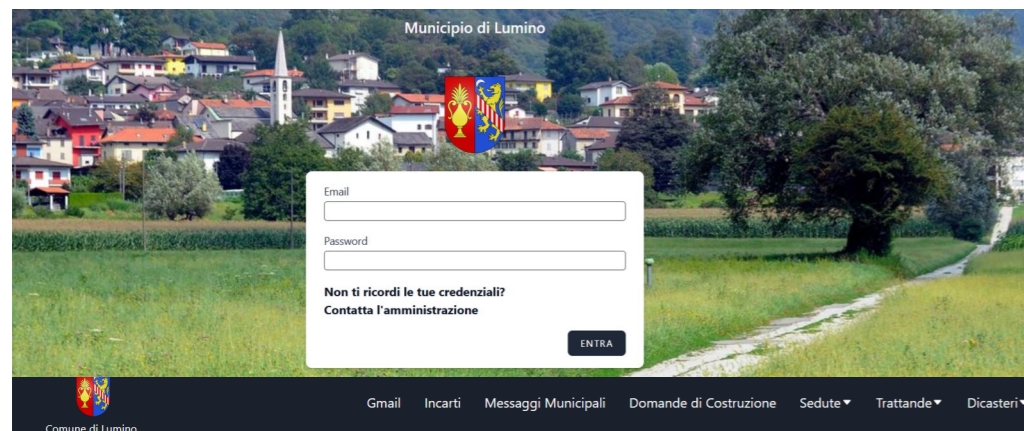 Municipio di Lumino
Email
Password
Non ti ricordi le tue credenziali?
Contatta l'amministrazione
ENTRA
Gmail Incarti Messaggi Municipali Domande di Costruzione Sedute Trattande Dicasteri
Comune di Lumino